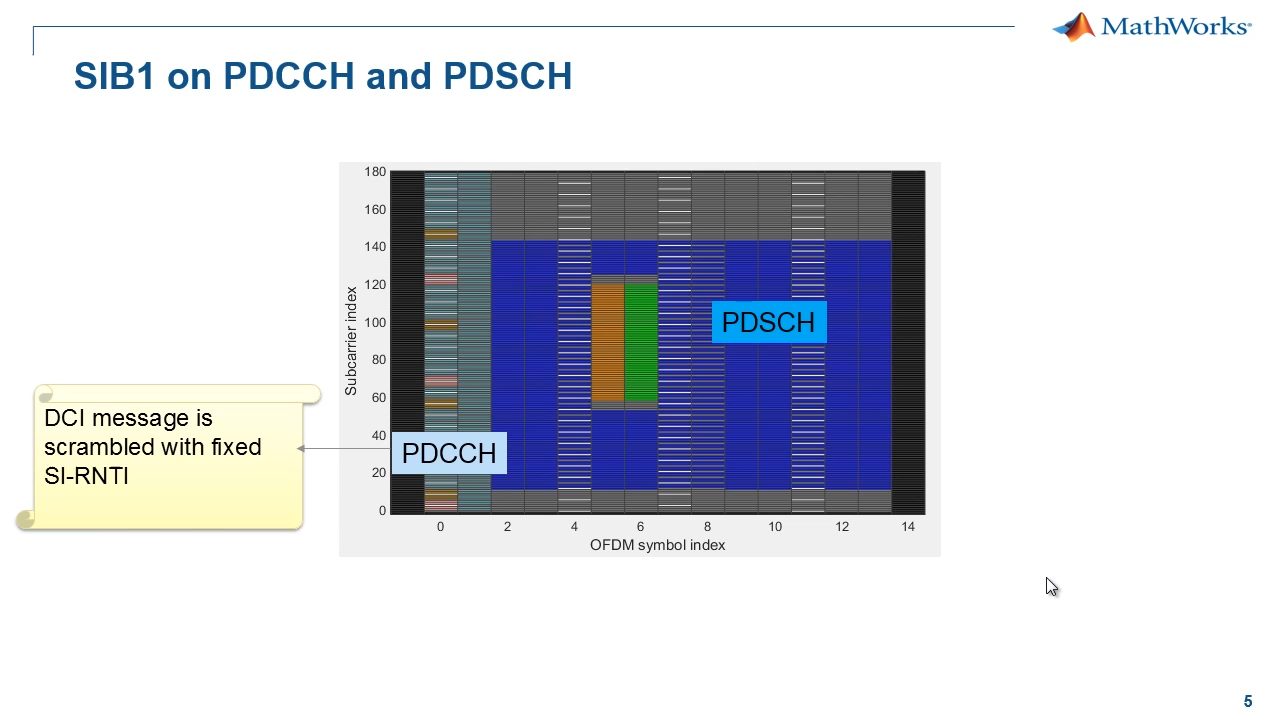 MathWorks®
SIB1 on PDCCH and PDSCH
180
160
140
120
100
80
60
40
20
0
Subcarrier index
PDSCH
PDCCH
DCI message is
scrambled with fixed
SI-RNTI
0 2 4 6 8 10 12 14
OFDM symbol index
5